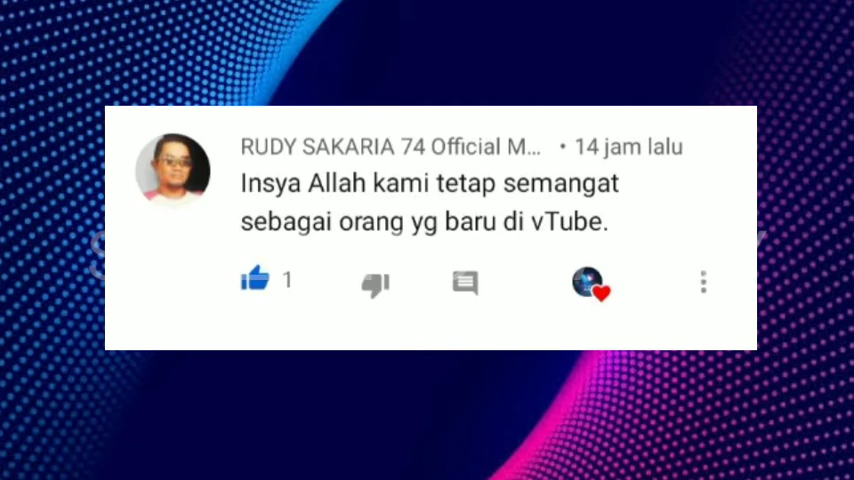 RUDY SAKARIA 74 Official M... • 14 jam lalu
Insya Allah kami tetap semangat
sebagai orang yg baru di vTube.
1